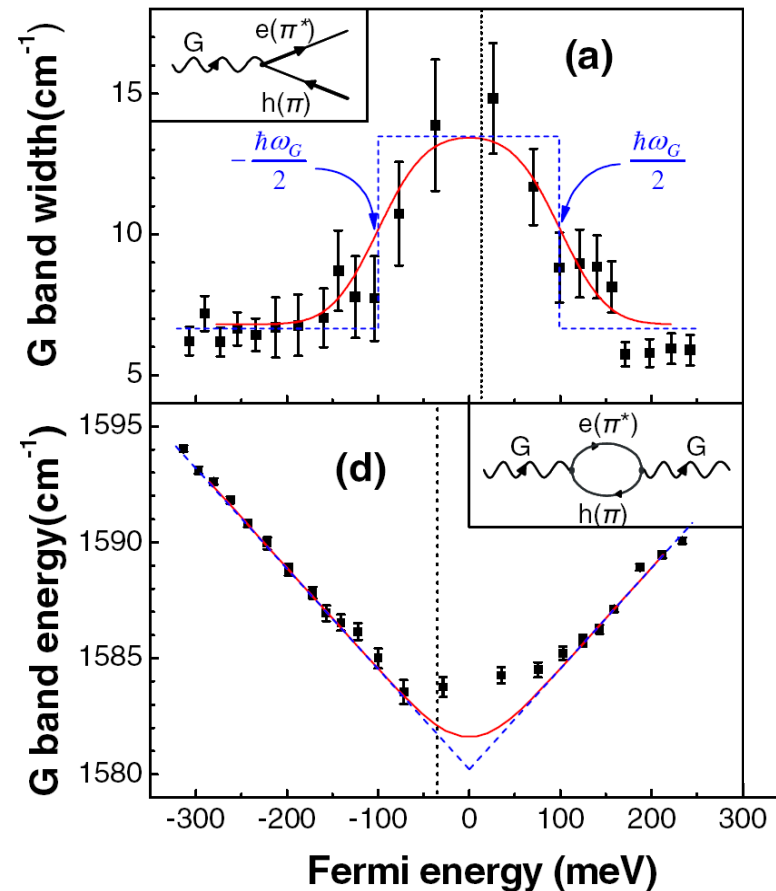 G
e(π*)
h(π)
(a)
-ħω_G/2
ħω_G/2
G band width(cm⁻¹)
15
10
5
(d)
G
e(π*)
G
h(π)
G band energy(cm⁻¹)
1595
1590
1585
1580
-300
-200
-100
0
100
200
300
Fermi energy (meV)